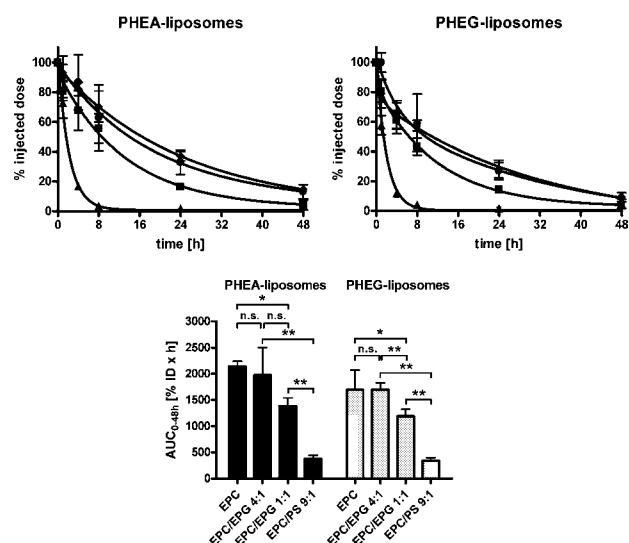 PHEA-liposomes
% injected dose
120
100
80
60
40
20
0
0 8 16 24 32 40 48
time [h]
PHEG-liposomes
% injected dose
120
100
80
60
40
20
0
0 8 16 24 32 40 48
time [h]
PHEA-liposomes PHEG-liposomes
* *
n.s. n.s. n.s. **
** **
** **
AUC0-48h [% ID x h]
3000
2500
2000
1500
1000
500
0
EPC
EPC/EPG 4:1
EPC/EPG 1:1
EPC/PS 9:1
EPC
EPC/EPG 4:1
EPC/EPG 1:1
EPC/PS 9:1